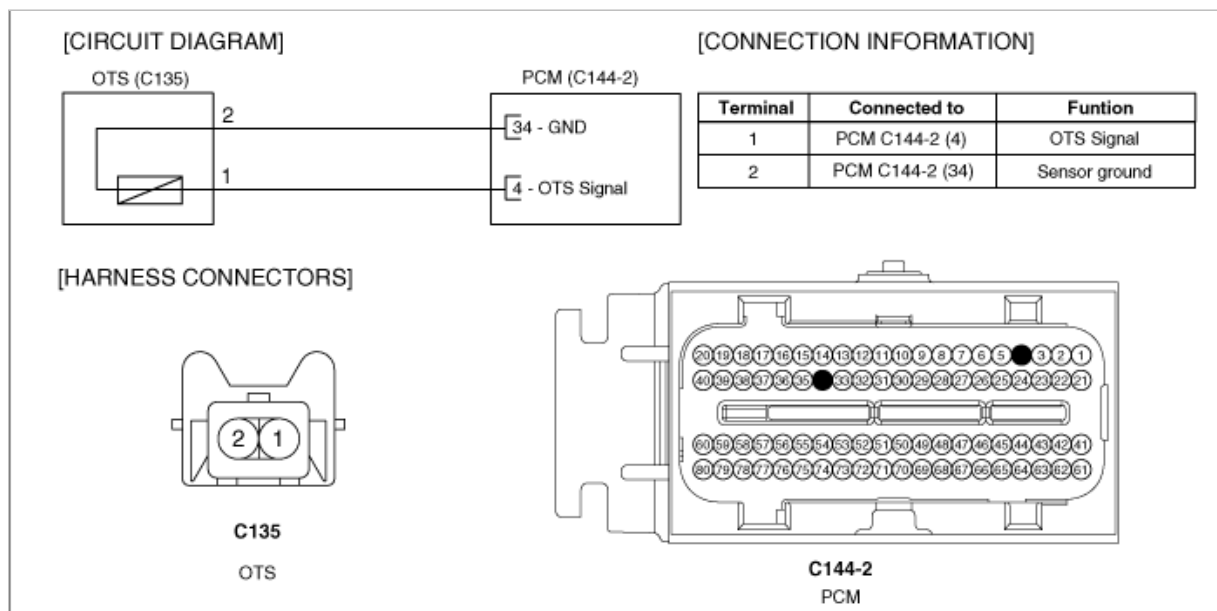 [CIRCUIT DIAGRAM]
[CONNECTION INFORMATION]
OTS (C135)
PCM (C144-2)
2
34 - GND
1
4 - OTS Signal
Terminal Connected to Funtion
1 PCM C144-2 (4) OTS Signal
2 PCM C144-2 (34) Sensor ground
[HARNESS CONNECTORS]
2 1
C135
OTS
20 19 18 17 16 15 14 13 12 11 10 9 8 7 6 5 3 2 1
40 39 38 37 36 35 33 32 31 30 29 28 27 26 25 24 23 22 21
60 59 58 57 56 55 54 53 52 51 50 49 48 47 46 45 44 43 42 41
80 79 78 77 76 75 74 73 72 71 70 69 68 67 66 65 64 63 62 61
C144-2
PCM